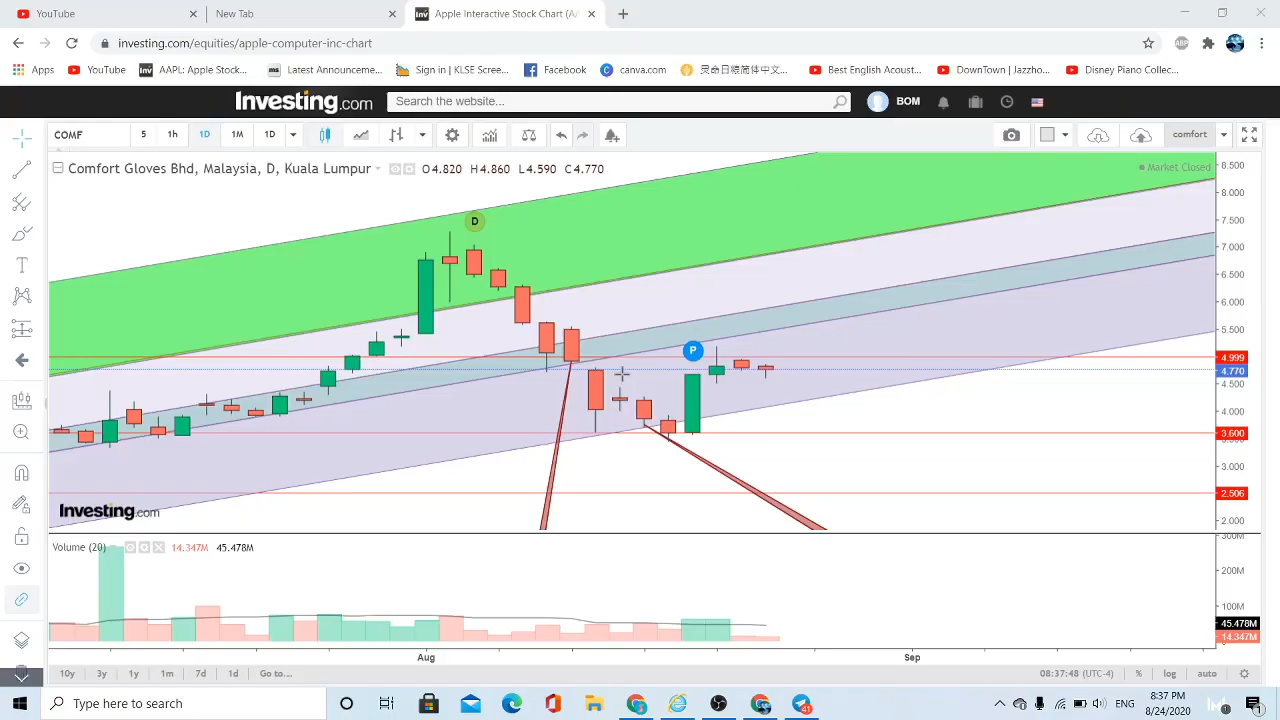 YouTube
New Tab
Apple Interactive Stock Chart (AA
investing.com/equities/apple-computer-inc-chart
ABP
Apps
YouTube
AAPL: Apple Stock...
Latest Announceme...
Sign in | KLSE Scree...
Facebook
canva.com
Best English Acoust...
DownTown | Jazzho...
Disney Piano Collec...
Investing.com
Search the website...
BOM
COMF
5
1h
1D
1M
1D
comfort
Comfort Gloves Bhd, Malaysia, D, Kuala Lumpur
O4.820 H4.860 L4.590 C4.770
Market Closed
8.500
8.000
7.500
7.000
6.500
6.000
5.500
4.999
4.770
4.500
4.000
3.600
3.000
2.506
2.000
D
P
Investing.com
Volume (20)
14.347M
45.478M
300M
200M
100M
45.478M
14.347M
Aug
Sep
10y
3y
1y
1m
7d
1d
Go to...
08:37:48 (UTC-4)
%
log
auto
Type here to search
41
ENG
8:37 PM
8/24/2020